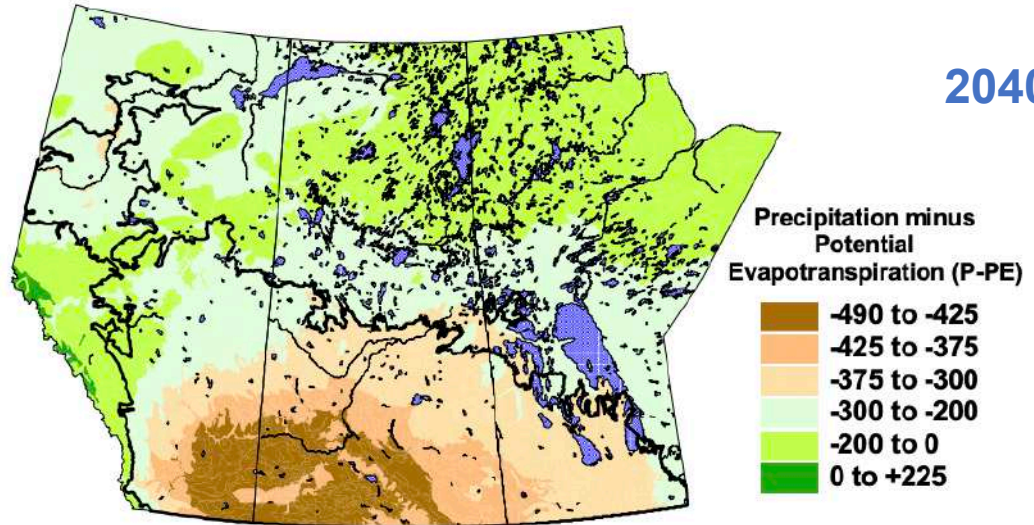 2040
Precipitation minus
Potential
Evapotranspiration (P-PE)
-490 to -425
-425 to -375
-375 to -300
-300 to -200
-200 to 0
0 to +225